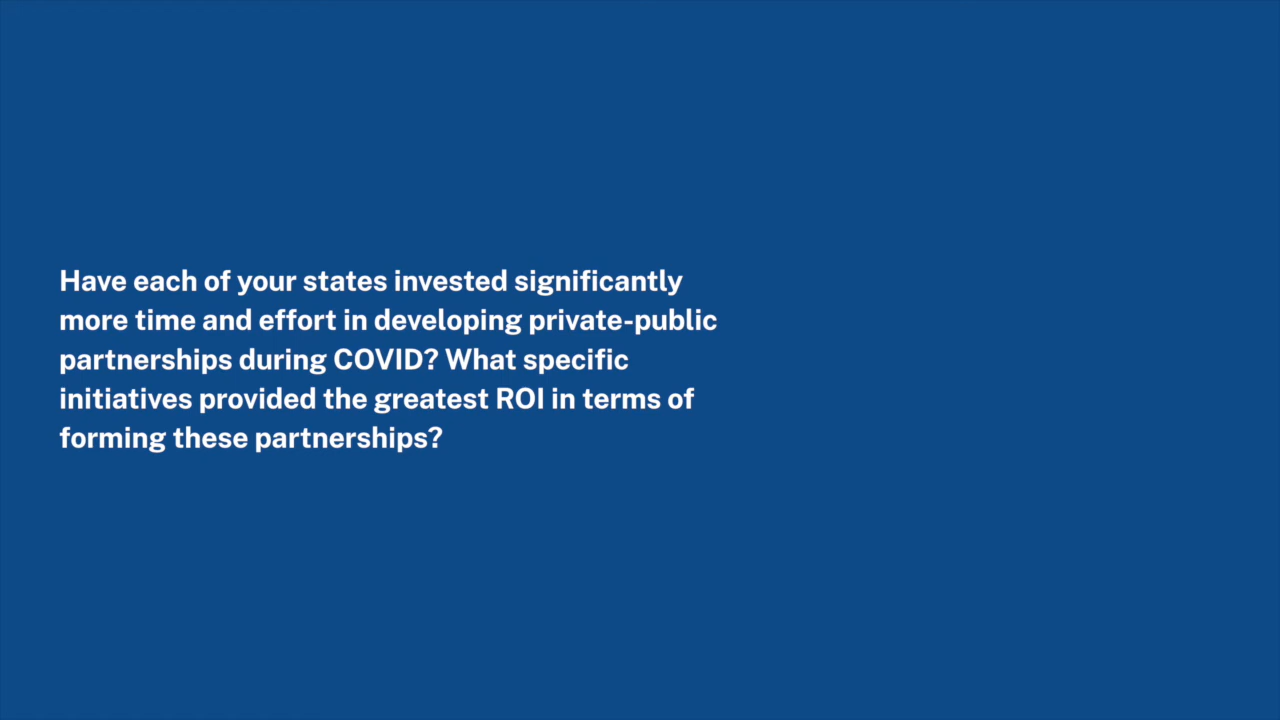 Have each of your states invested significantly
more time and effort in developing private-public
partnerships during COVID? What specific
initiatives provided the greatest ROI in terms of
forming these partnerships?